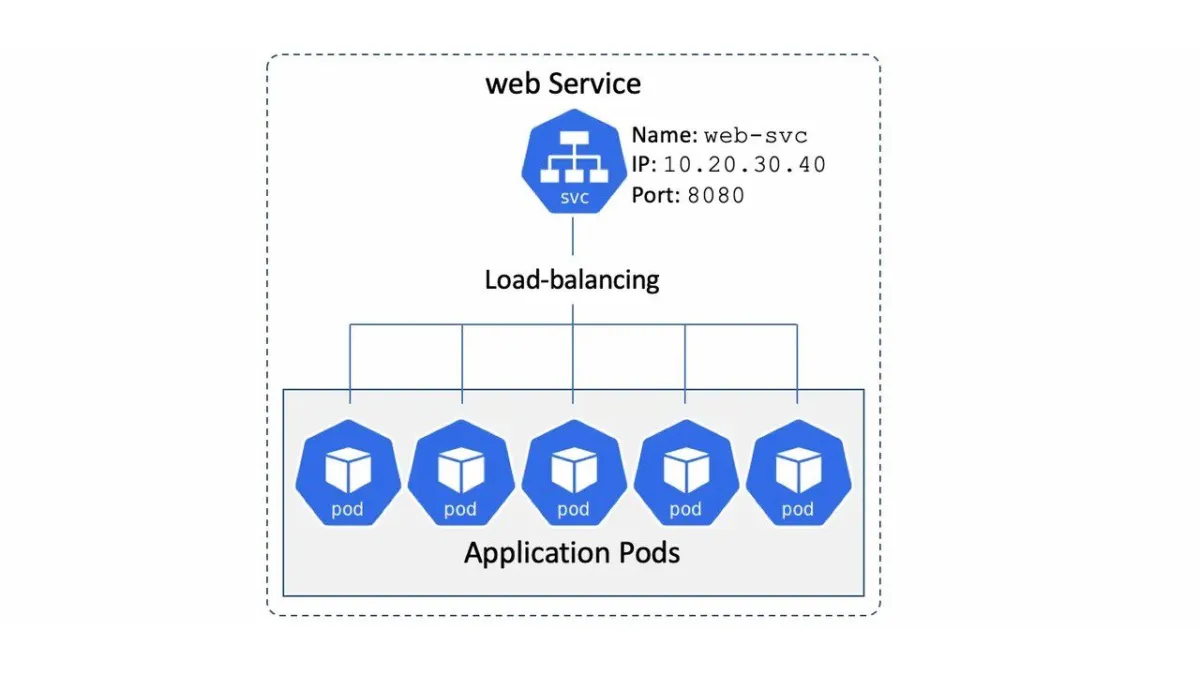 web Service
Name: web-svc
IP: 10.20.30.40
Port: 8080
svc
Load-balancing
pod pod pod pod pod
Application Pods